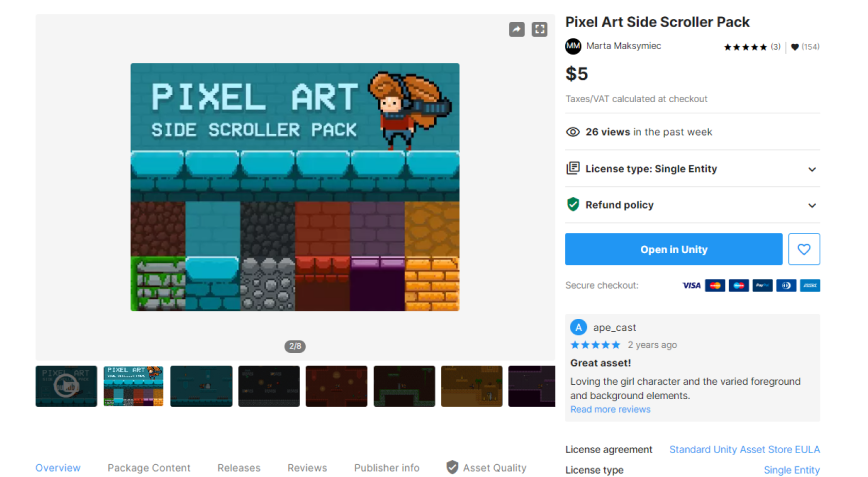 Pixel Art Side Scroller Pack
MM Marta Maksymiec
(3) (154)
$5
Taxes/VAT calculated at checkout
26 views in the past week
License type: Single Entity
Refund policy
Open in Unity
Secure checkout: VISA
PIXEL ART
SIDE SCROLLER PACK
2/8
PIXEL ART
A ape_cast
2 years ago
Great asset!
Loving the girl character and the varied foreground
and background elements.
Read more reviews
License agreement Standard Unity Asset Store EULA
License type Single Entity
Overview Package Content Releases Reviews Publisher info Asset Quality